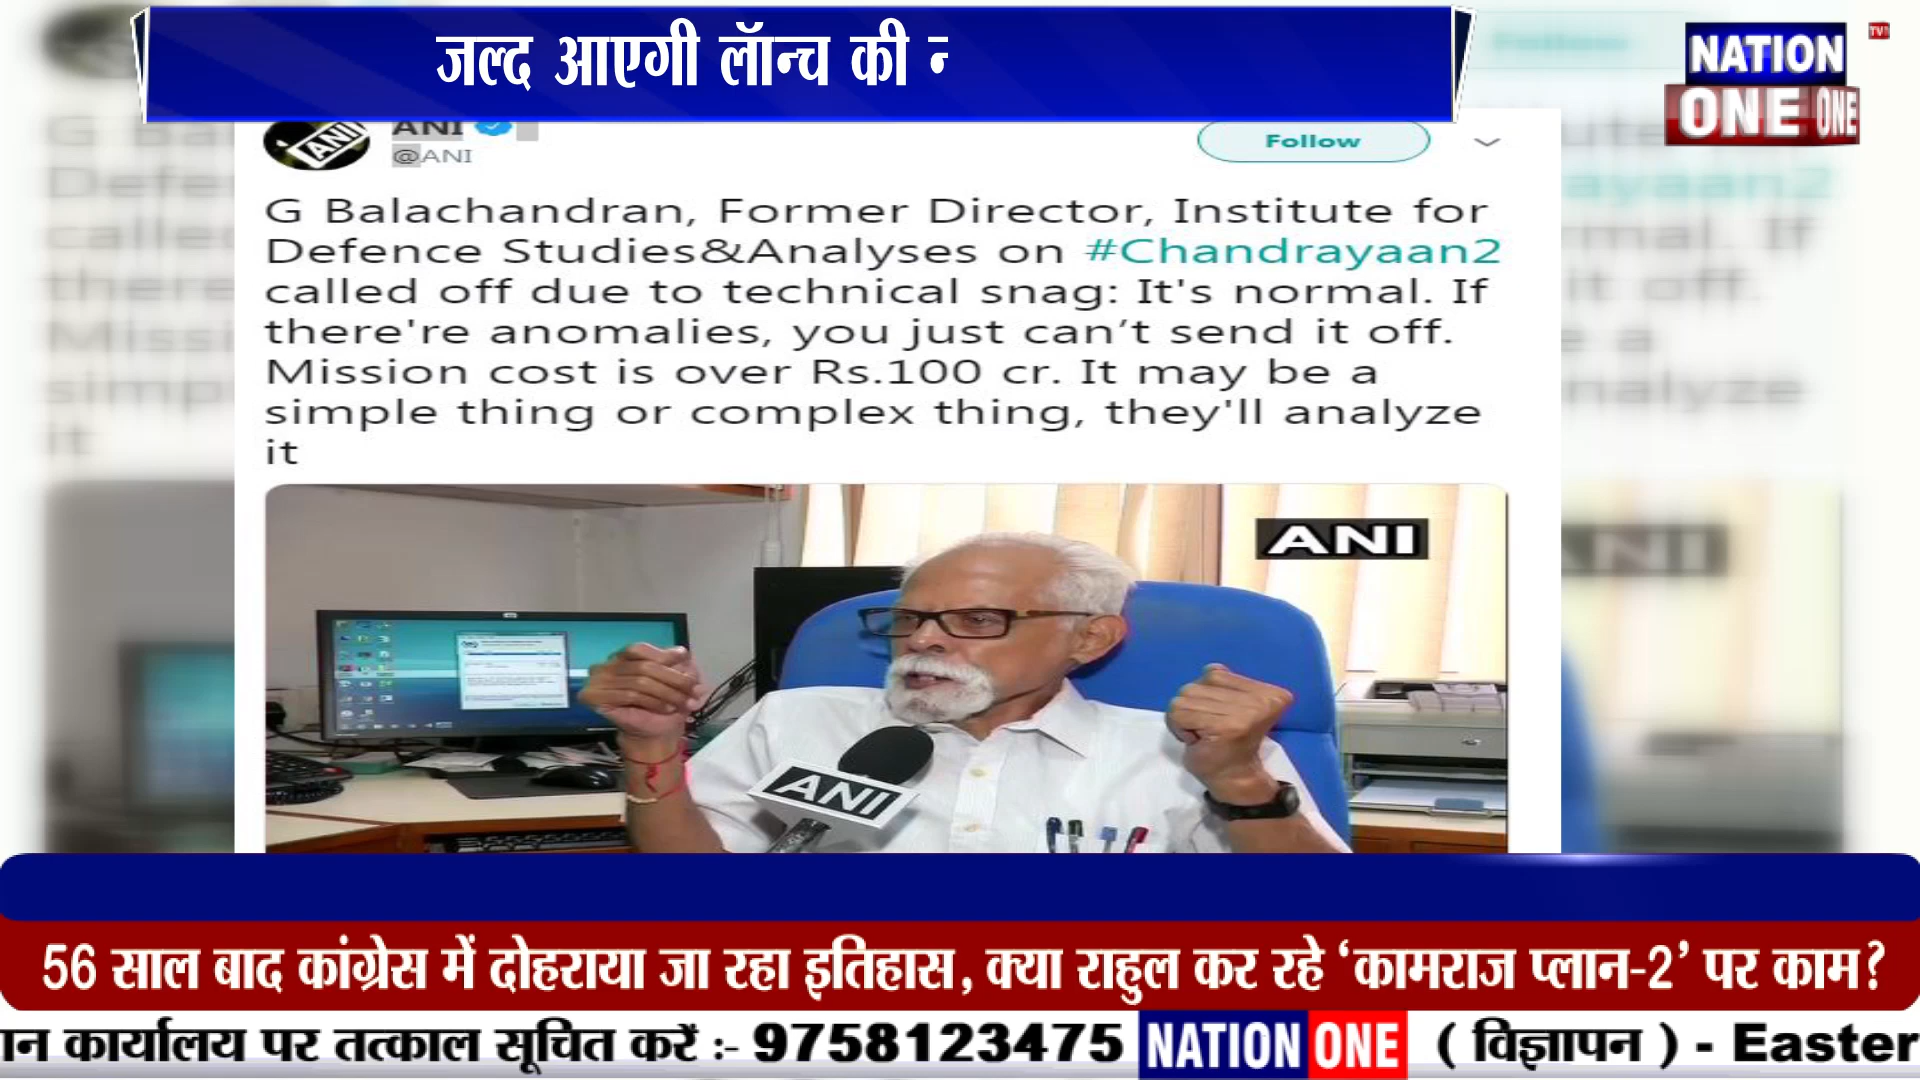 जल्द आएगी लॉन्च की
NATION
ONE ONE
TV1
ANI
@ANI
Follow
G Balachandran, Former Director, Institute for
Defence Studies&Analyses on #Chandrayaan2
called off due to technical snag: It's normal. If
there're anomalies, you just can’t send it off.
Mission cost is over Rs.100 cr. It may be a
simple thing or complex thing, they'll analyze
it
ANI
ANI
56 साल बाद कांग्रेस में दोहराया जा रहा इतिहास, क्या राहुल कर रहे ‘कामराज प्लान-2’ पर काम?
कार्यालय पर तत्काल सूचित करें :- 9758123475 NATION ONE ( विज्ञापन ) - Easter